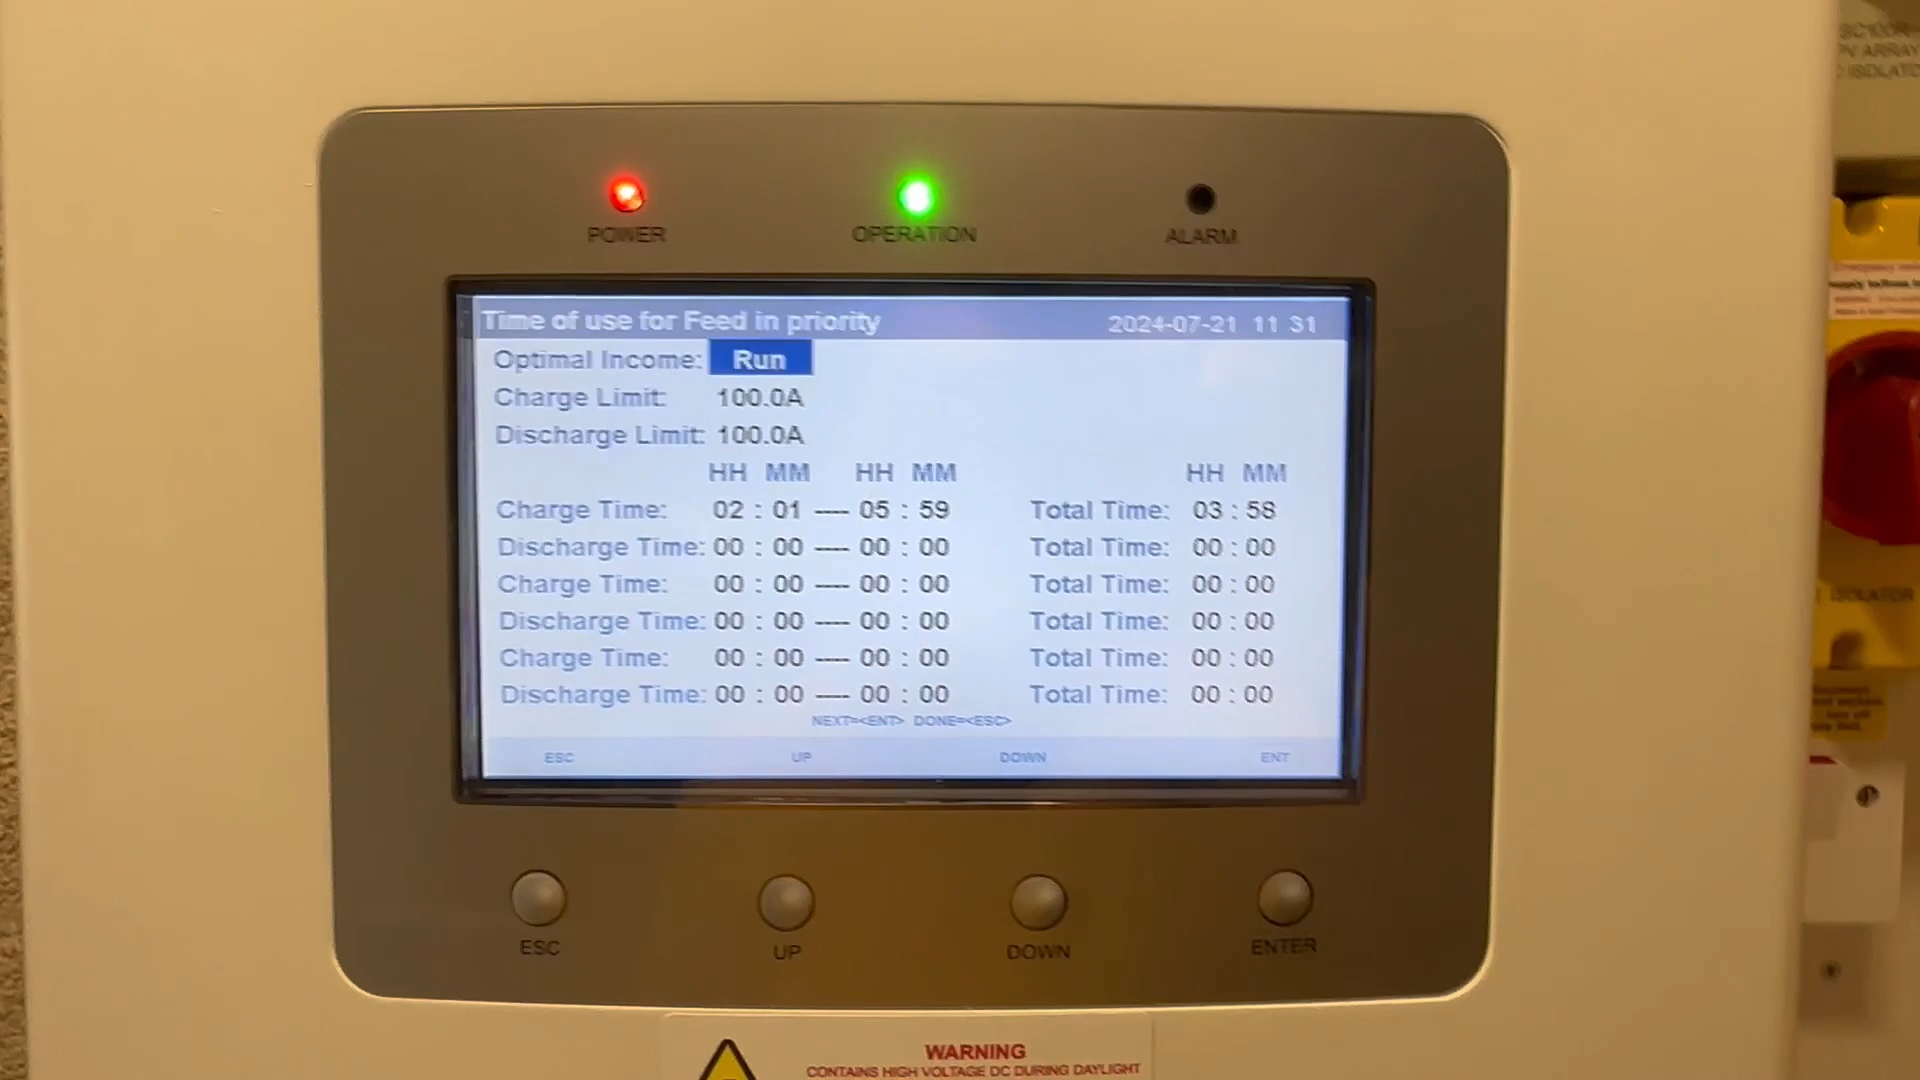 POWER OPERATION ALARM
Time of use for Feed in priority 2024-07-21 11 31
Optimal Income: Run
Charge Limit: 100.0A
Discharge Limit: 100.0A
HH MM HH MM HH MM
Charge Time: 02 : 01 ---- 05 : 59 Total Time: 03 : 58
Discharge Time: 00 : 00 ---- 00 : 00 Total Time: 00 : 00
Charge Time: 00 : 00 ---- 00 : 00 Total Time: 00 : 00
Discharge Time: 00 : 00 ---- 00 : 00 Total Time: 00 : 00
Charge Time: 00 : 00 ---- 00 : 00 Total Time: 00 : 00
Discharge Time: 00 : 00 ---- 00 : 00 Total Time: 00 : 00
NEXT=<ENT> DONE=<ESC>
ESC UP DOWN ENT
ESC UP DOWN ENTER
WARNING
CONTAINS HIGH VOLTAGE DC DURING DAYLIGHT
PV ARRAY
ISOLATOR